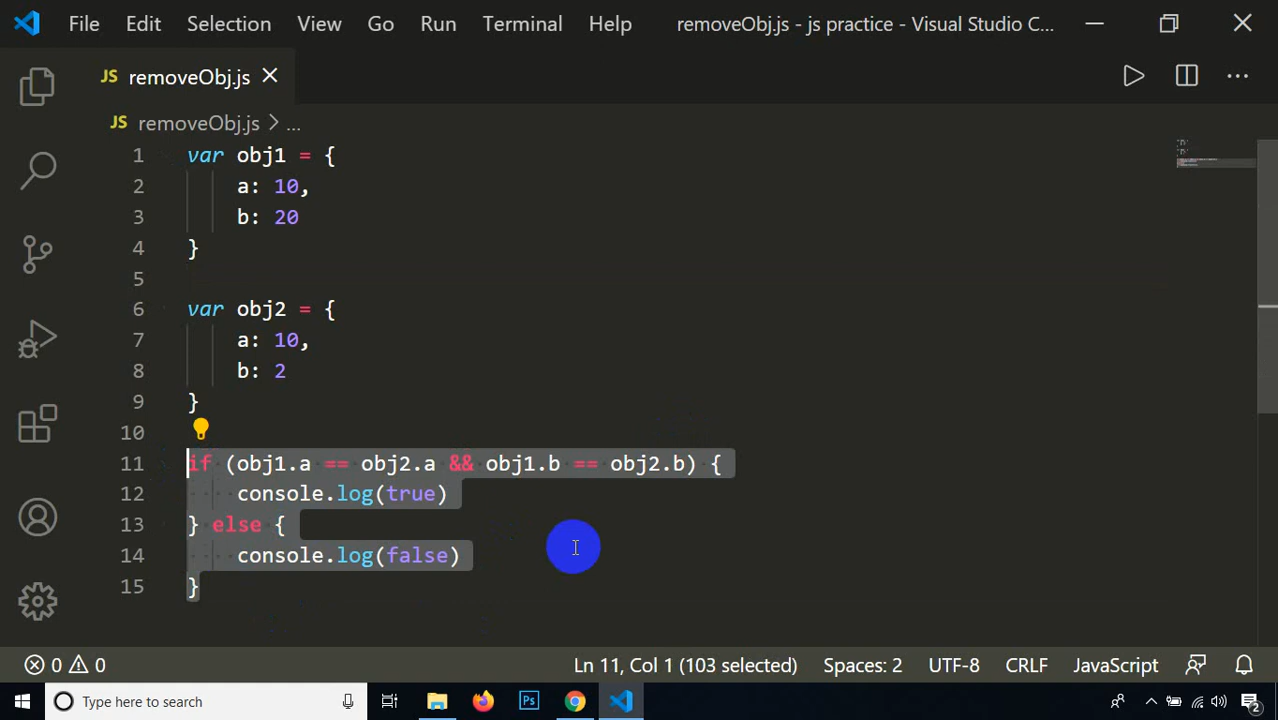 File Edit Selection View Go Run Terminal Help removeObj.js - js practice - Visual Studio C...
JS removeObj.js
JS removeObj.js > ...
1 var obj1 = {
2 a: 10,
3 b: 20
4 }
5
6 var obj2 = {
7 a: 10,
8 b: 2
9 }
10
11 if (obj1.a == obj2.a && obj1.b == obj2.b) {
12 console.log(true)
13 } else {
14 console.log(false)
15 }
0 0 Ln 11, Col 1 (103 selected) Spaces: 2 UTF-8 CRLF JavaScript
Type here to search Ps 2